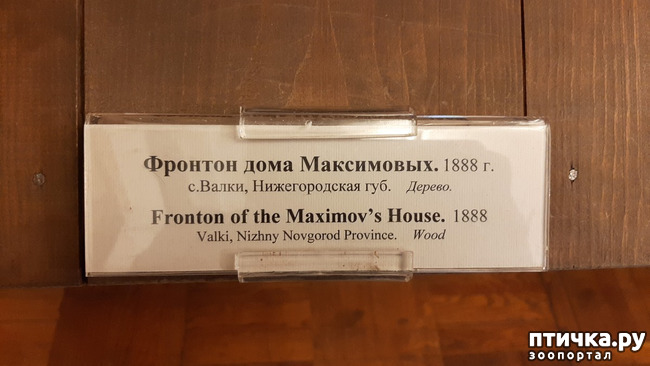 Фронтон дома Максимовых. 1888 г.
с.Валки, Нижегородская губ. Дерево.
Fronton of the Maximov's House. 1888
Valki, Nizhny Novgorod Province. Wood
птичка.ру
зоопортал